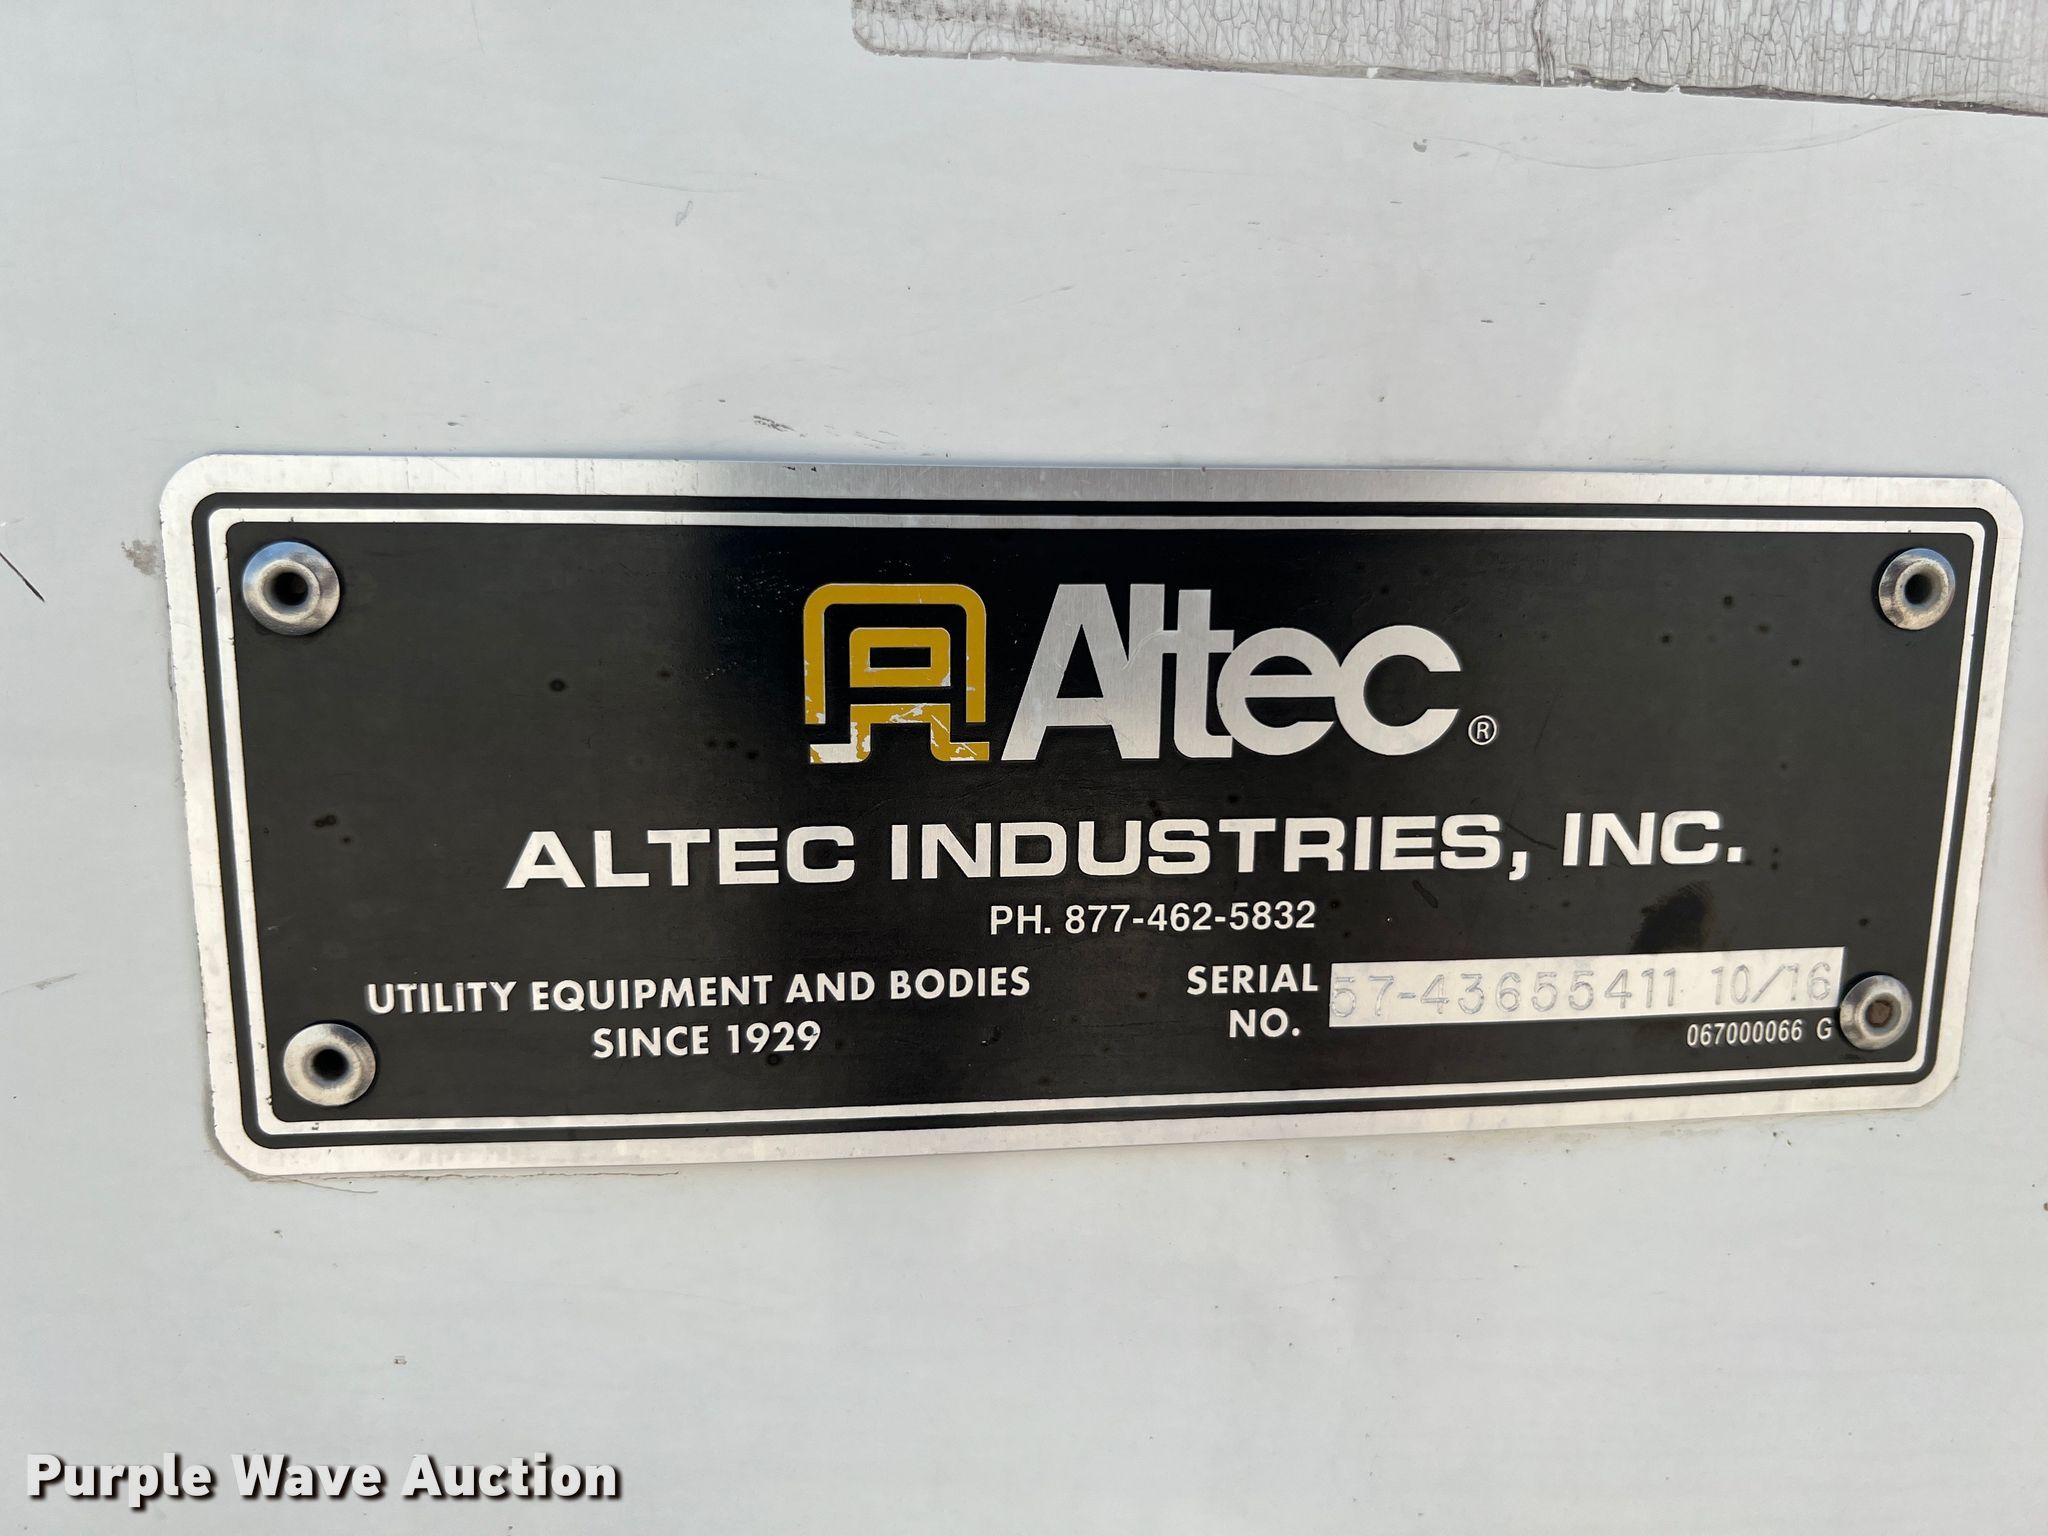 Altec®
ALTEC INDUSTRIES, INC.
PH. 877-462-5832
UTILITY EQUIPMENT AND BODIES
SINCE 1929
SERIAL
NO.
57-43655411 10/16
067000066 G
Purple Wave Auction